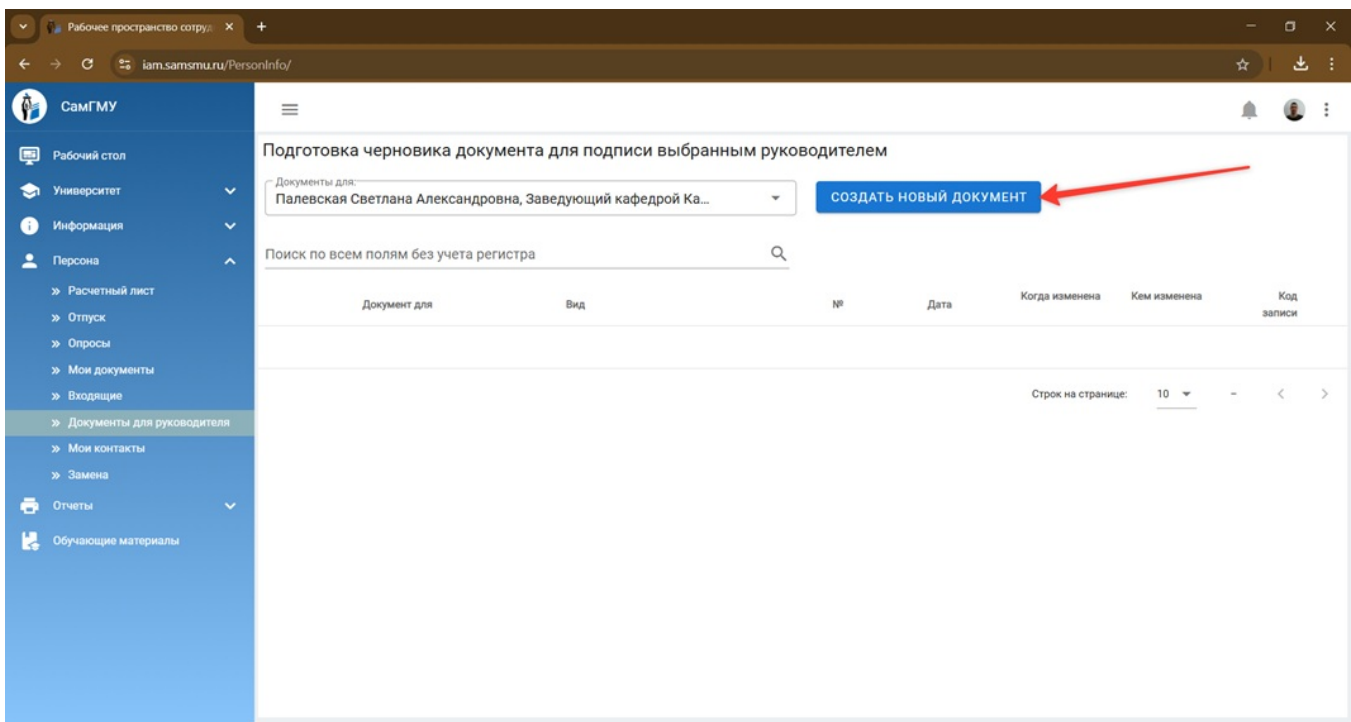 Рабочее пространство сотруд
iam.samsmu.ru/PersonInfo/
СамГМУ
Рабочий стол
Университет
Информация
Персона
Расчетный лист
Отпуск
Опросы
Мои документы
Входящие
Документы для руководителя
Мои контакты
Замена
Отчеты
Обучающие материалы
Подготовка черновика документа для подписи выбранным руководителем
Документы для:
Палевская Светлана Александровна, Заведующий кафедрой Ка...
СОЗДАТЬ НОВЫЙ ДОКУМЕНТ
Поиск по всем полям без учета регистра
Документ для Вид № Дата Когда изменена Кем изменена Код записи
Строк на странице: 10 –